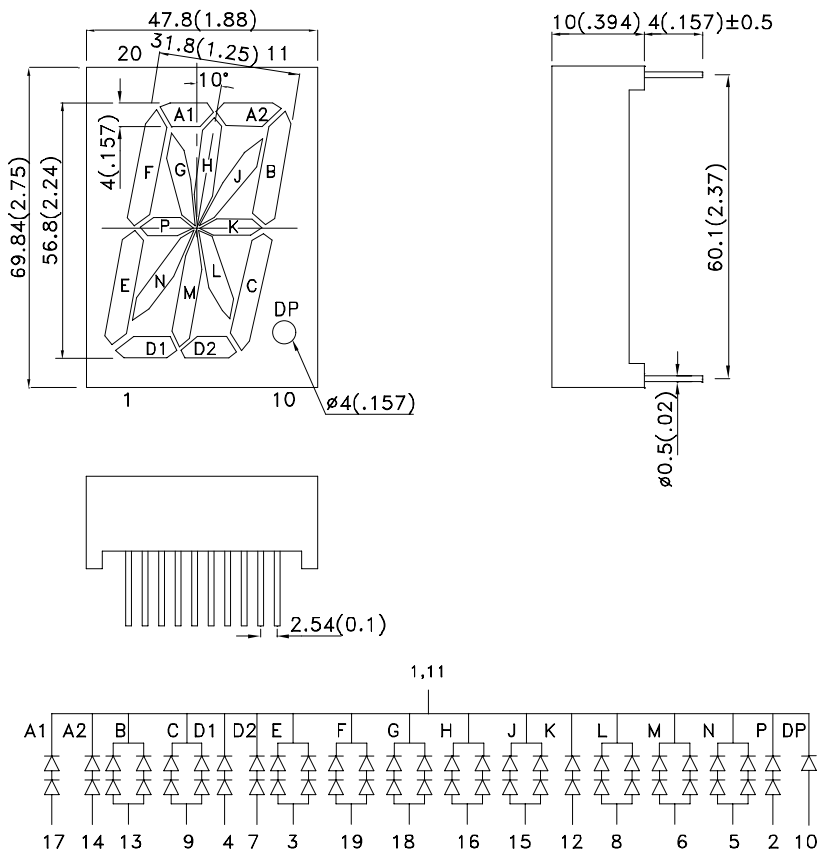 47.8(1.88)
10(.394) 4(.157)±0.5
20 31.8(1.25) 11
10°
A1 A2
4(.157)
F G H J B
69.84(2.75)
56.8(2.24)
P K
60.1(2.37)
E N M L C
DP
D1 D2
1 10
ø4(.157)
ø0.5(.02)
2.54(0.1)
1,11
A1 A2 B C D1 D2 E F G H J K L M N P DP
17 14 13 9 4 7 3 19 18 16 15 12 8 6 5 2 10